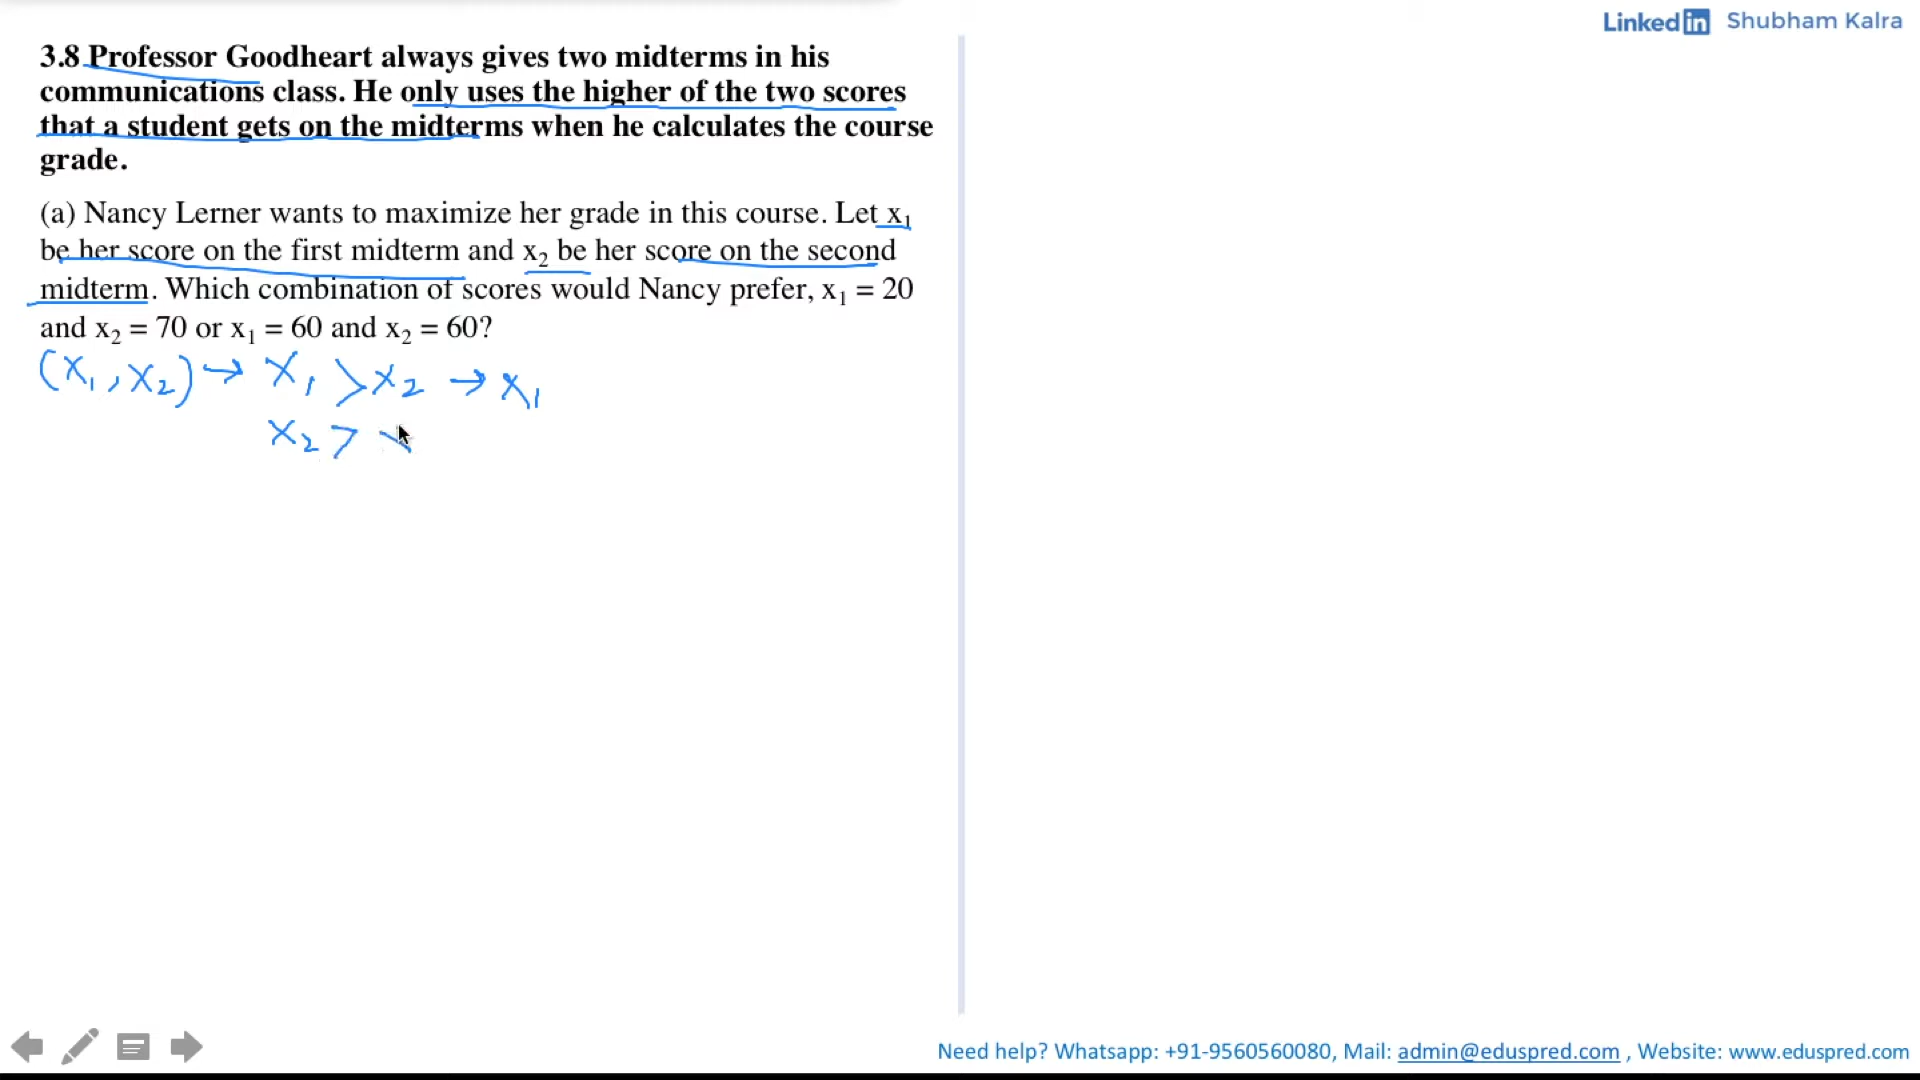 Linked in Shubham Kalra
3.8 Professor Goodheart always gives two midterms in his
communications class. He only uses the higher of the two scores
that a student gets on the midterms when he calculates the course
grade.
(a) Nancy Lerner wants to maximize her grade in this course. Let x₁
be her score on the first midterm and x₂ be her score on the second
midterm. Which combination of scores would Nancy prefer, x₁ = 20
and x₂ = 70 or x₁ = 60 and x₂ = 60?
(x₁, x₂) → x₁ > x₂ → x₁
x₂ >
Need help? Whatsapp: +91-9560560080, Mail: admin@eduspred.com , Website: www.eduspred.com